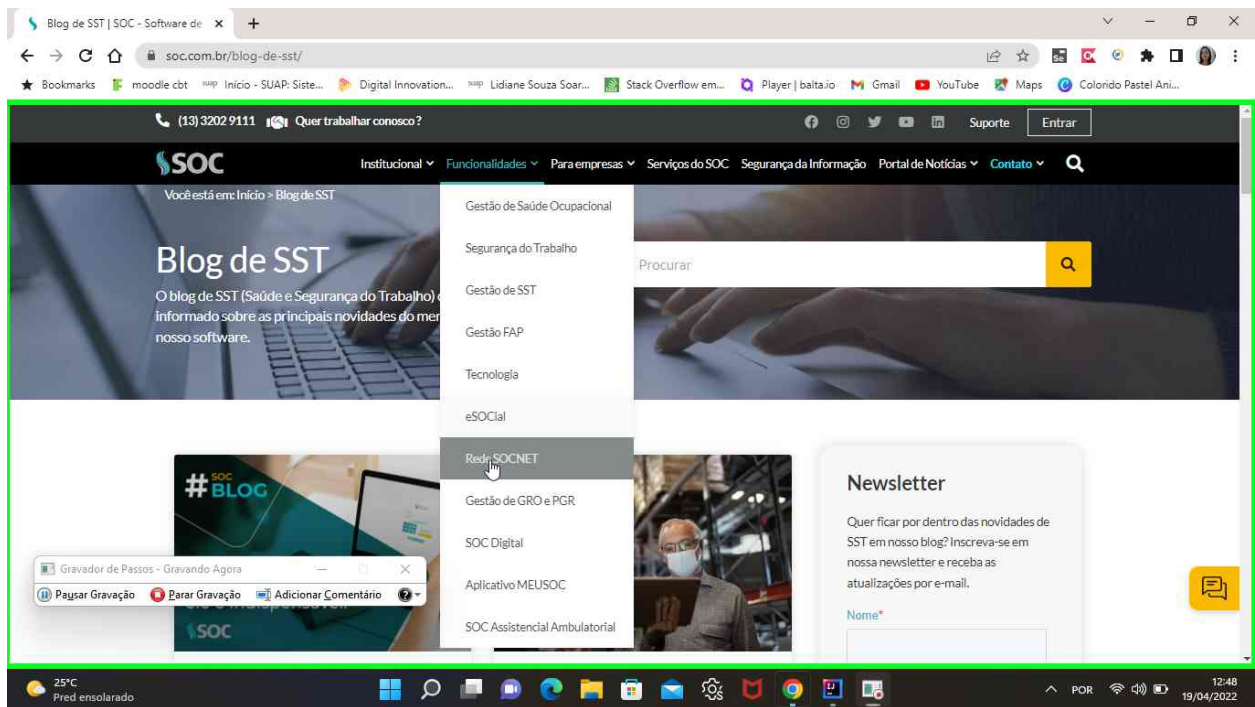 Blog de SST | SOC - Software de
soc.com.br/blog-de-sst/
Bookmarks moodle cbt Início - SUAP: Siste... Digital Innovation... Lidiane Souza Soar... Stack Overflow em... Player | balta.io Gmail YouTube Maps Colorido Pastel Ani...
(13) 3202 9111 Quer trabalhar conosco? Suporte Entrar
SOC Institucional Funcionalidades Para empresas Serviços do SOC Segurança da Informação Portal de Notícias Contato
Você está em: Início > Blog de SST
Gestão de Saúde Ocupacional
Segurança do Trabalho
Gestão de SST
Gestão FAP
Tecnologia
eSOCial
Rede SOCNET
Gestão de GRO e PGR
SOC Digital
Aplicativo MEUSOC
SOC Assistencial Ambulatorial
Blog de SST
O blog de SST (Saúde e Segurança do Trabalho)
informado sobre as principais novidades do mer
nosso software.
Procurar
#SOC BLOG
SOC
Newsletter
Quer ficar por dentro das novidades de
SST em nosso blog? Inscreva-se em
nossa newsletter e receba as
atualizações por e-mail.
Nome*
Gravador de Passos - Gravando Agora
Pausar Gravação Parar Gravação Adicionar Comentário
25°C
Pred ensolarado
POR
12:48
19/04/2022